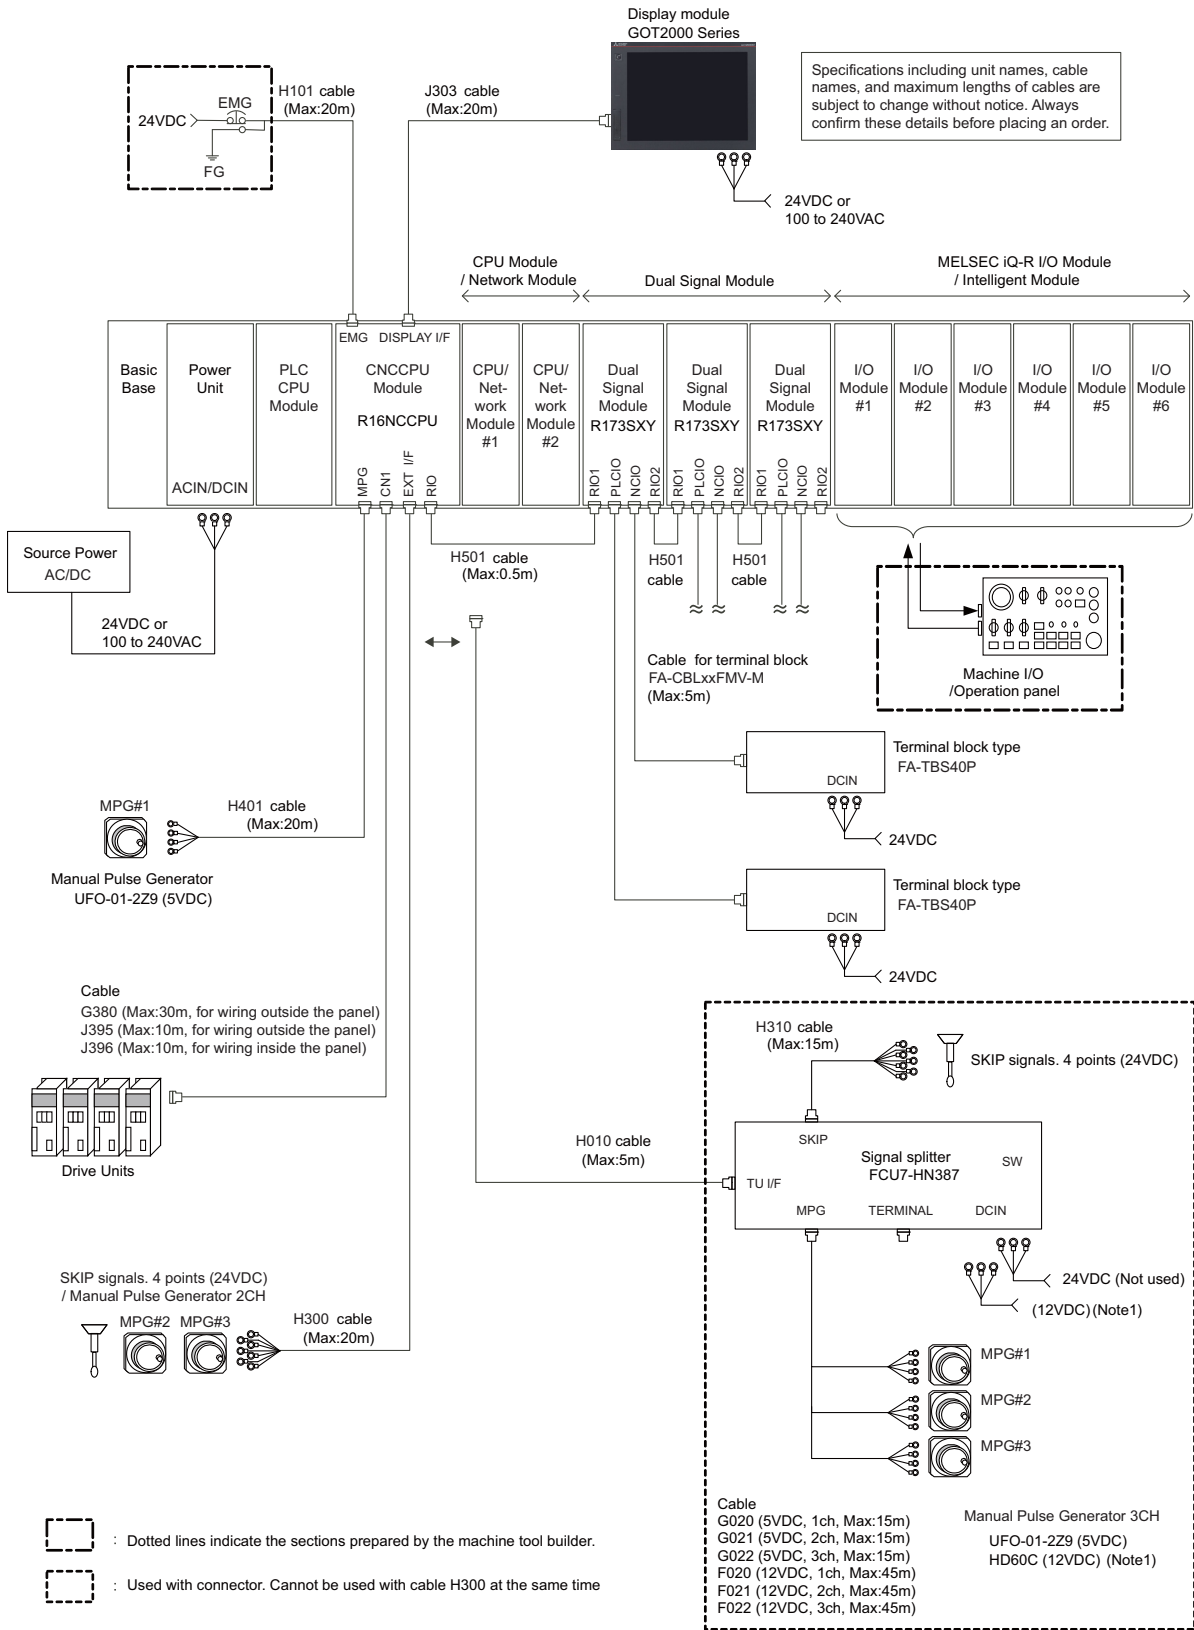 Display module
GOT2000 Series
Specifications including unit names, cable
names, and maximum lengths of cables are
subject to change without notice. Always
confirm these details before placing an order.
EMG
24VDC
FG
H101 cable
(Max:20m)
J303 cable
(Max:20m)
24VDC or
100 to 240VAC
CPU Module
/ Network Module
Dual Signal Module
MELSEC iQ-R I/O Module
/ Intelligent Module
Basic
Base
Power
Unit
ACIN/DCIN
PLC
CPU
Module
EMG
DISPLAY I/F
CNCCPU
Module
R16NCCPU
MPG
CN1
EXT I/F
RIO
CPU/
Net-
work
Module
#1
CPU/
Net-
work
Module
#2
Dual
Signal
Module
R173SXY
RIO1
PLCIO
NCIO
RIO2
Dual
Signal
Module
R173SXY
RIO1
PLCIO
NCIO
RIO2
Dual
Signal
Module
R173SXY
RIO1
PLCIO
NCIO
RIO2
I/O
Module
#1
I/O
Module
#2
I/O
Module
#3
I/O
Module
#4
I/O
Module
#5
I/O
Module
#6
Source Power
AC/DC
24VDC or
100 to 240VAC
H501 cable
(Max:0.5m)
H501
cable
H501
cable
Machine I/O
/Operation panel
Cable for terminal block
FA-CBLxxFMV-M
(Max:5m)
DCIN
Terminal block type
FA-TBS40P
24VDC
MPG#1
H401 cable
(Max:20m)
Manual Pulse Generator
UFO-01-2Z9 (5VDC)
DCIN
Terminal block type
FA-TBS40P
24VDC
Cable
G380 (Max:30m, for wiring outside the panel)
J395 (Max:10m, for wiring outside the panel)
J396 (Max:10m, for wiring inside the panel)
Drive Units
H310 cable
(Max:15m)
SKIP signals. 4 points (24VDC)
H010 cable
(Max:5m)
SKIP
Signal splitter
FCU7-HN387
SW
TU I/F
MPG
TERMINAL
DCIN
24VDC (Not used)
(12VDC)(Note1)
SKIP signals. 4 points (24VDC)
/ Manual Pulse Generator 2CH
MPG#2
MPG#3
H300 cable
(Max:20m)
MPG#1
MPG#2
MPG#3
Cable
G020 (5VDC, 1ch, Max:15m)
G021 (5VDC, 2ch, Max:15m)
G022 (5VDC, 3ch, Max:15m)
F020 (12VDC, 1ch, Max:45m)
F021 (12VDC, 2ch, Max:45m)
F022 (12VDC, 3ch, Max:45m)
Manual Pulse Generator 3CH
UFO-01-2Z9 (5VDC)
HD60C (12VDC) (Note1)
: Dotted lines indicate the sections prepared by the machine tool builder.
: Used with connector. Cannot be used with cable H300 at the same time